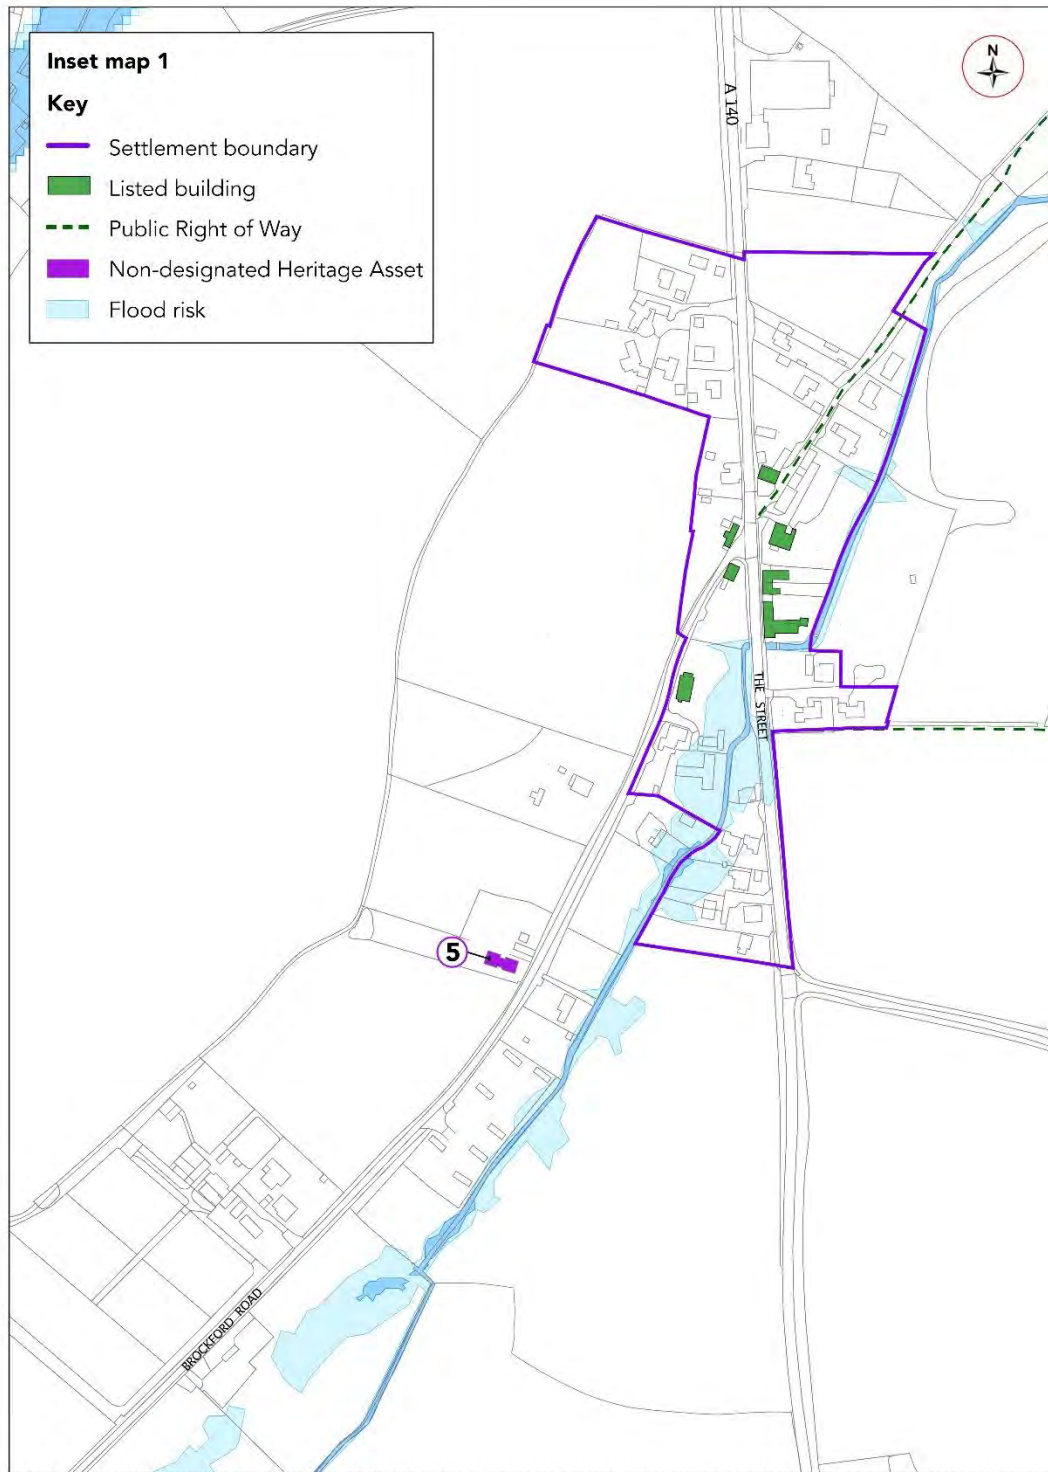 Inset map 1
Key
Settlement boundary
Listed building
Public Right of Way
Non-designated Heritage Asset
Flood risk
N
A 140
THE STREET
5
BROCKFORD ROAD